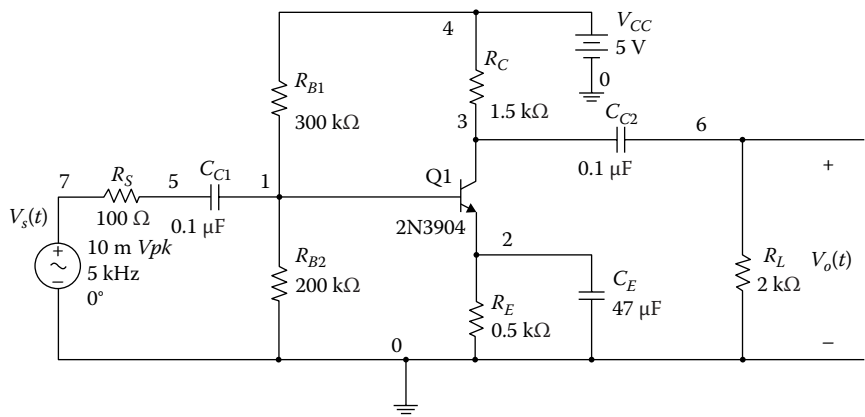 4
V_CC
5 V
0
R_B1
300 kΩ
R_C
1.5 kΩ
3
C_C2
0.1 μF
6
7
R_S
100 Ω
5
C_C1
0.1 μF
1
Q1
2N3904
+
V_s(t)
+
−
10 m Vpk
5 kHz
0°
R_B2
200 kΩ
2
R_E
0.5 kΩ
C_E
47 μF
R_L
2 kΩ
V_o(t)
−
0